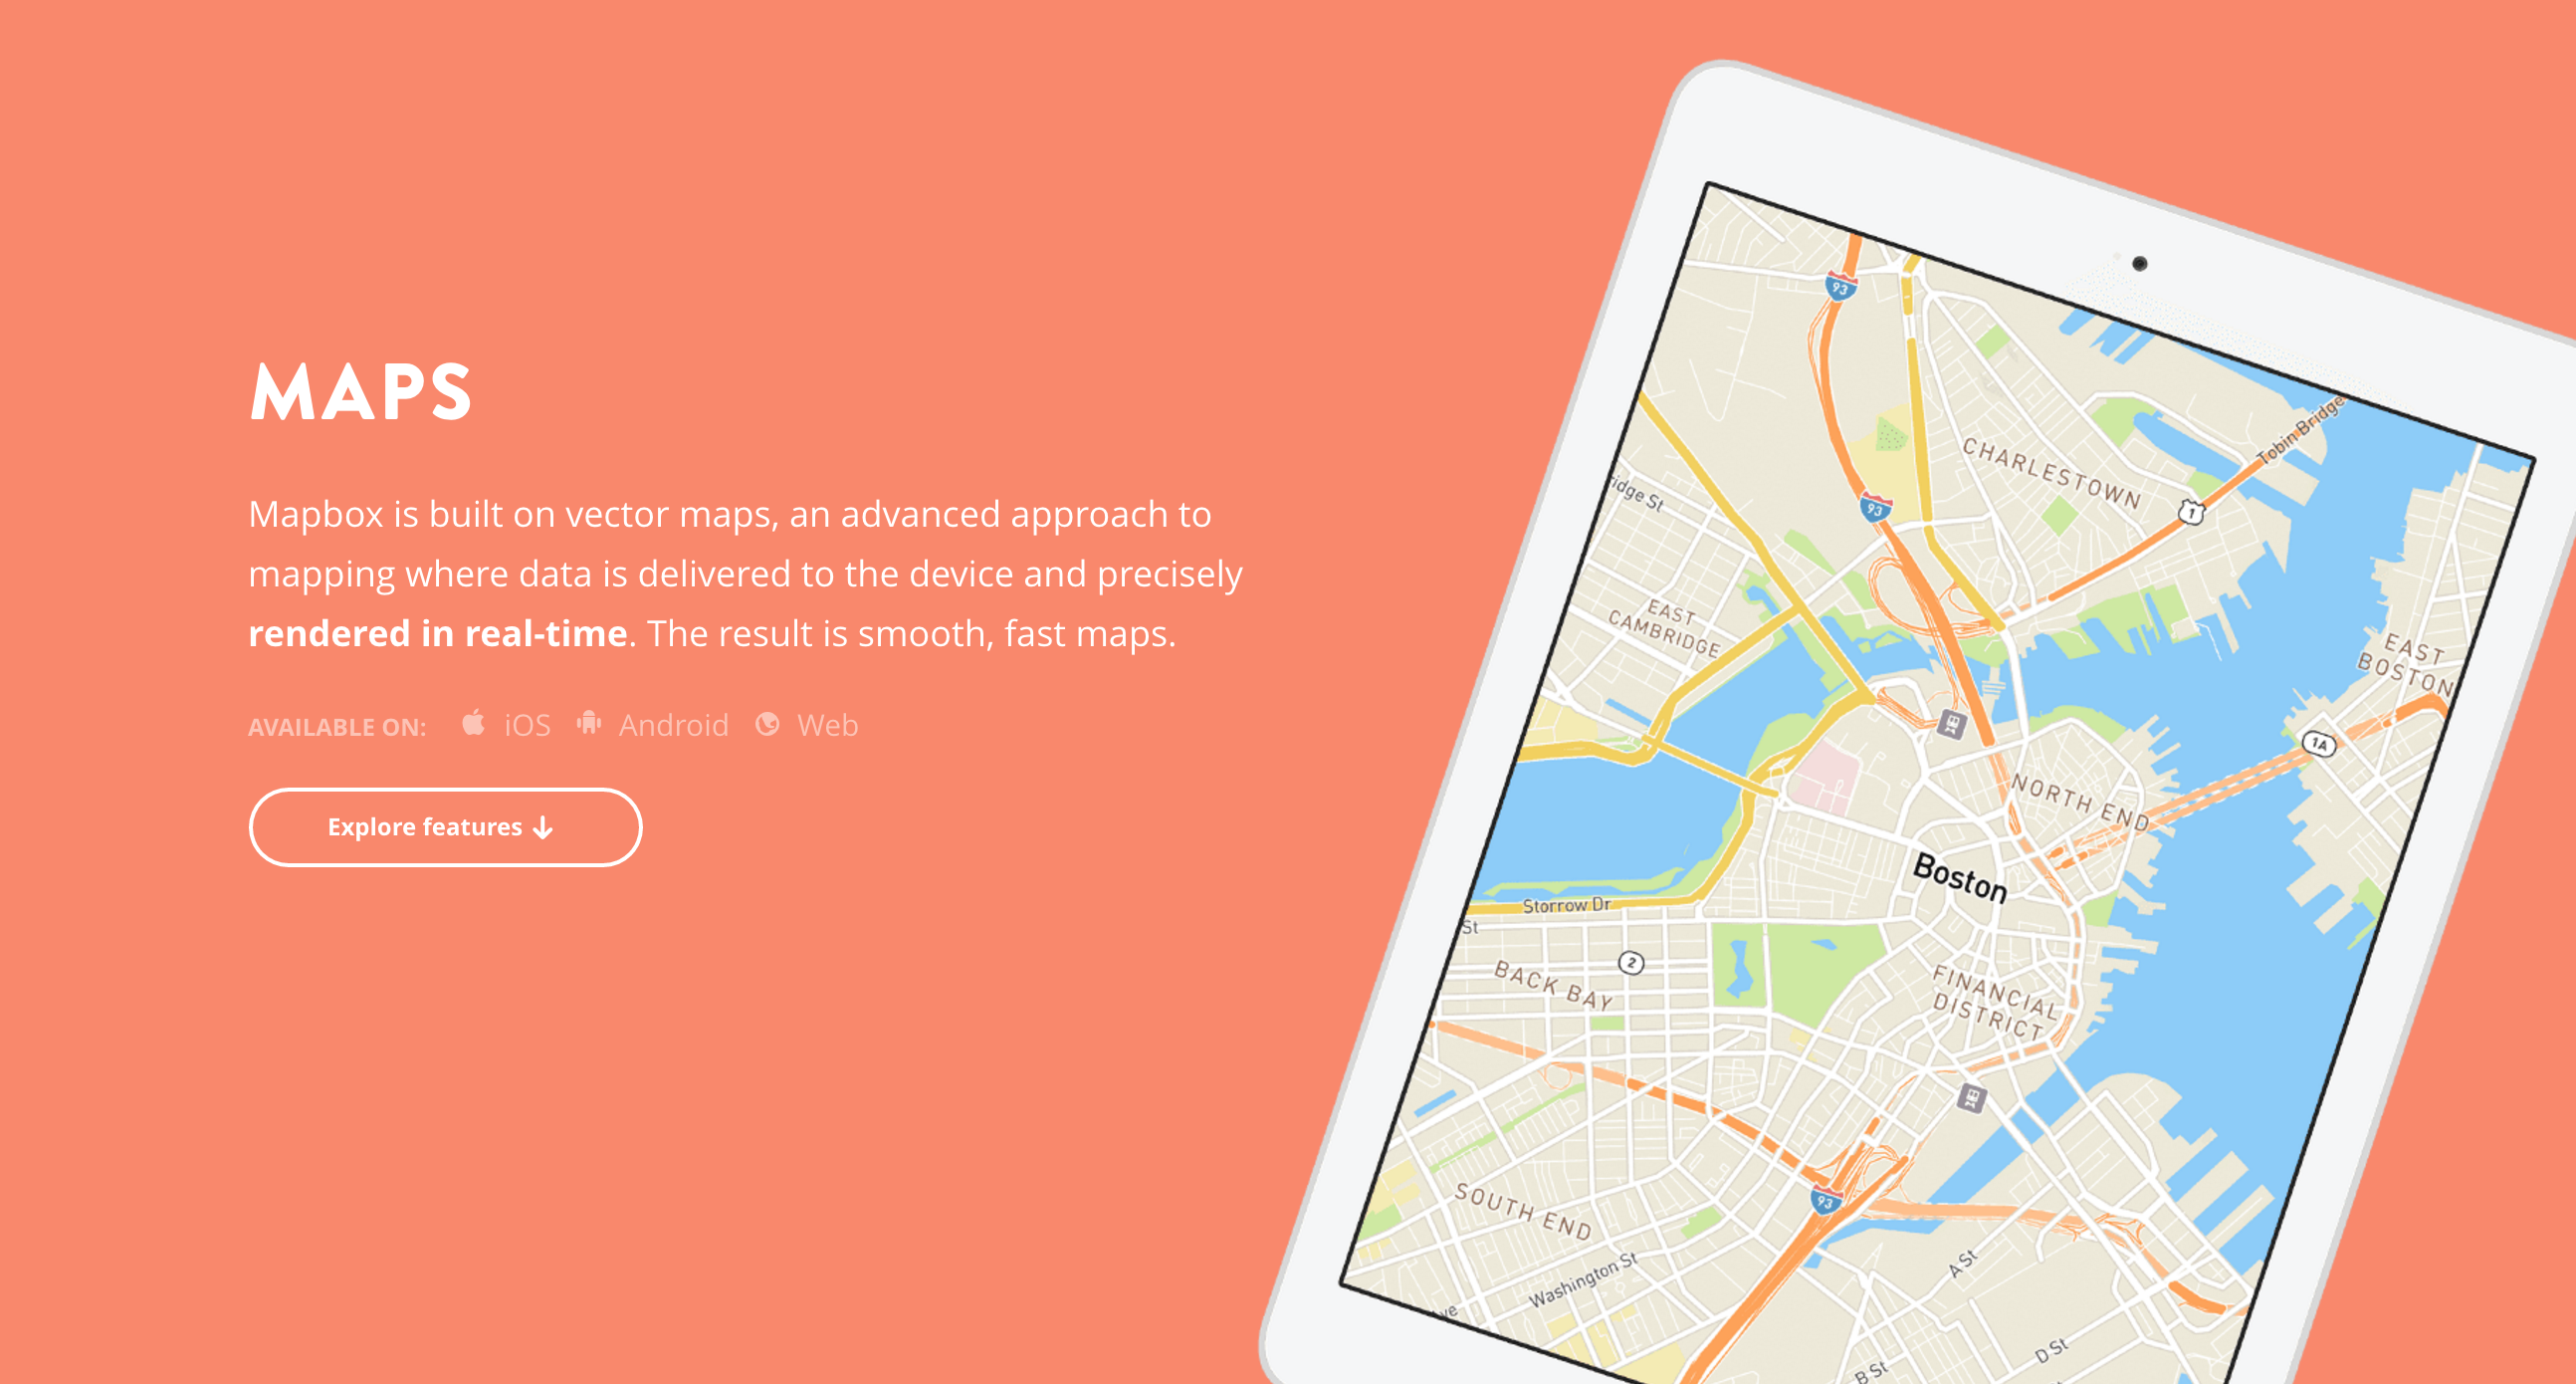 MAPS
Mapbox is built on vector maps, an advanced approach to
mapping where data is delivered to the device and precisely
rendered in real-time. The result is smooth, fast maps.
AVAILABLE ON: iOS Android Web
Explore features
93
Tobin Bridge
CHARLESTOWN
1
93
ridge St
EAST
CAMBRIDGE
EAST
BOSTON
1A
NORTH END
Boston
Storrow Dr
St
2
BACK BAY
FINANCIAL
DISTRICT
93
SOUTH END
Washington St
A St
ve
D St
B St